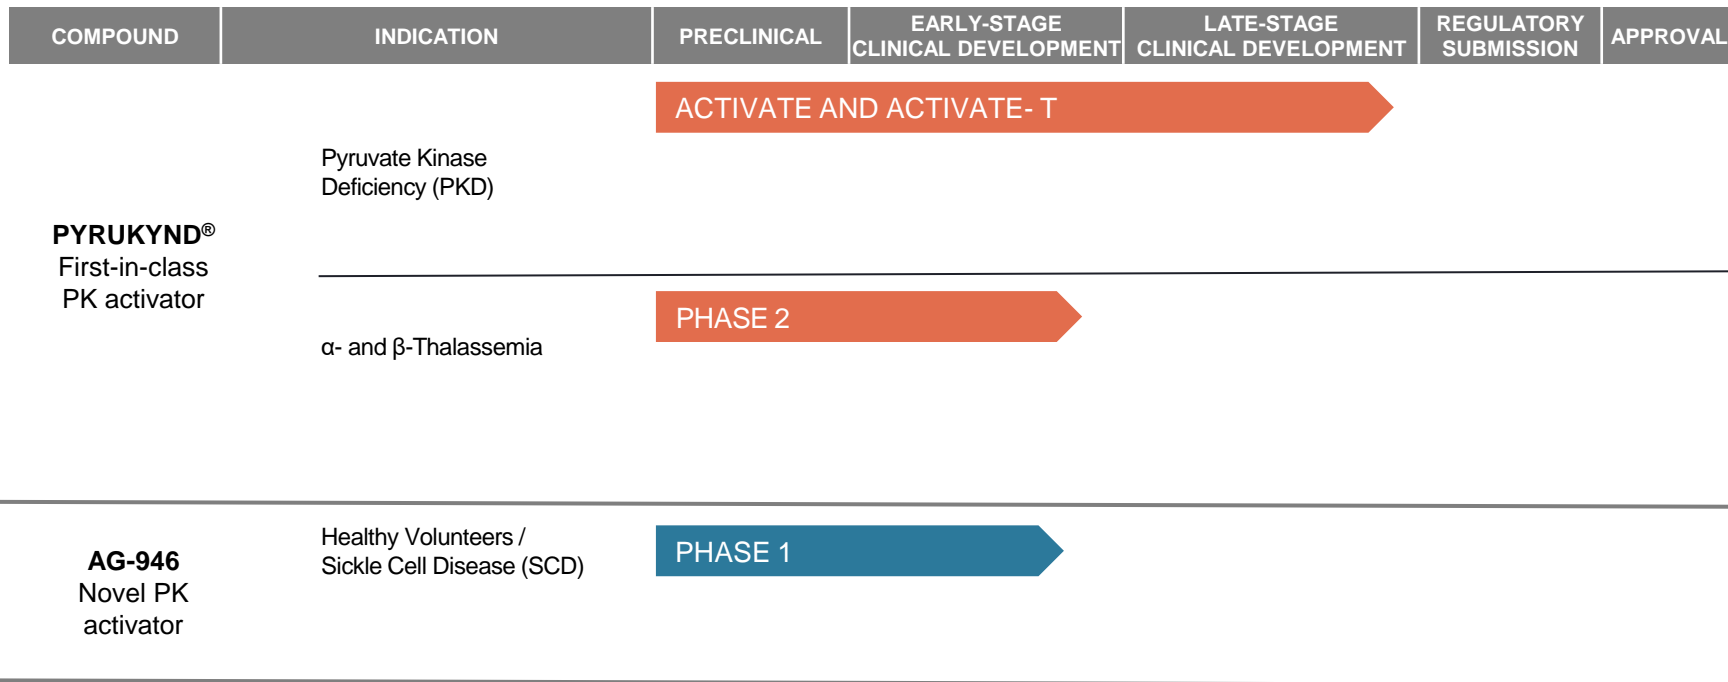 COMPOUND
INDICATION
PRECLINICAL
EARLY-STAGE
CLINICAL DEVELOPMENT
LATE-STAGE
CLINICAL DEVELOPMENT
REGULATORY
SUBMISSION
APPROVAL
PYRUKYND®
First-in-class
PK activator
Pyruvate Kinase
Deficiency (PKD)
ACTIVATE AND ACTIVATE- T
α- and β-Thalassemia
PHASE 2
AG-946
Novel PK
activator
Healthy Volunteers /
Sickle Cell Disease (SCD)
PHASE 1